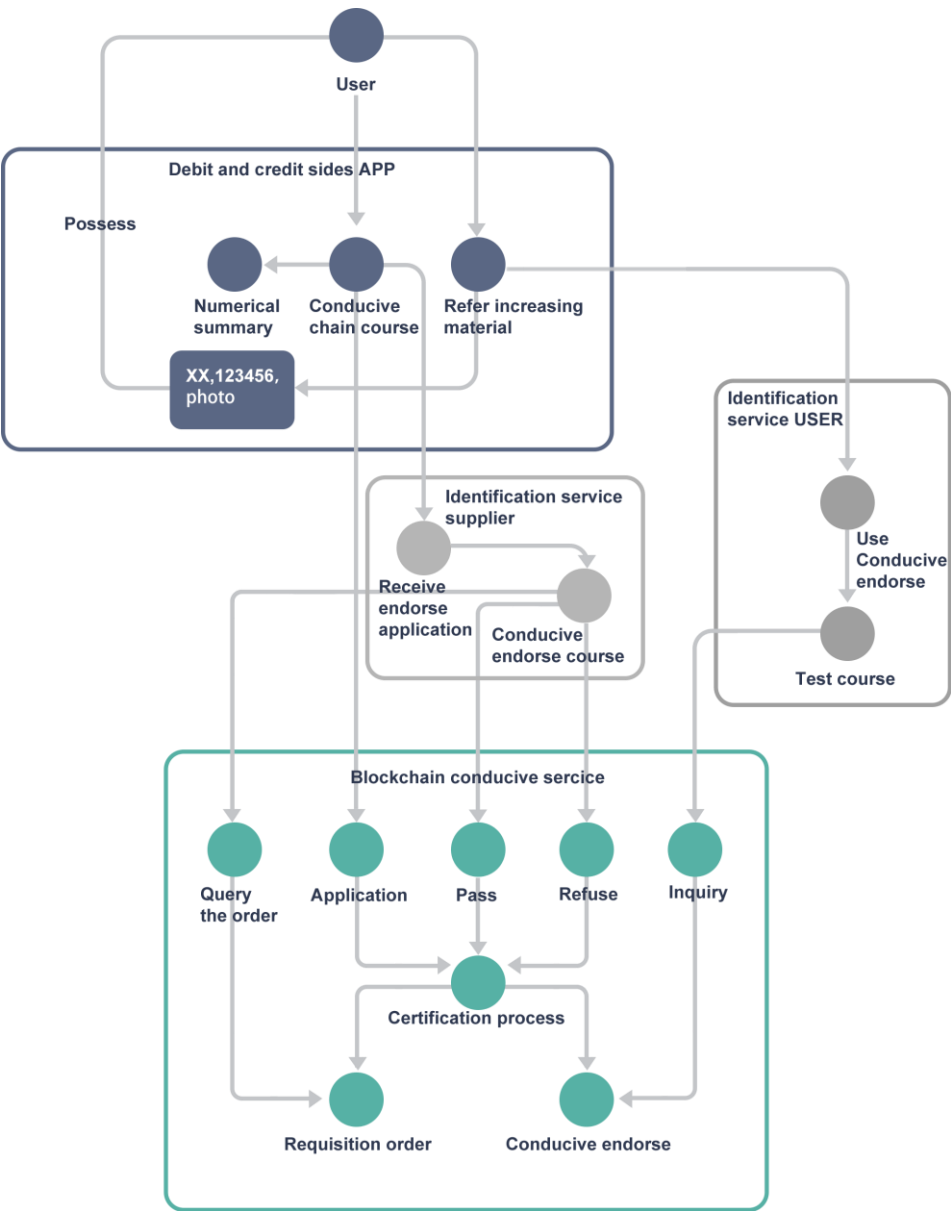 User
Debit and credit sides APP
Possess
Numerical
summary
Conducive
chain course
Refer increasing
material
XX,123456,
photo
Identification
service USER
Identification service
supplier
Use
Conducive
endorse
Receive
endorse
application
Conducive
endorse course
Test course
Blockchain conducive sercice
Query
the order
Application
Pass
Refuse
Inquiry
Certification process
Requisition order
Conducive endorse